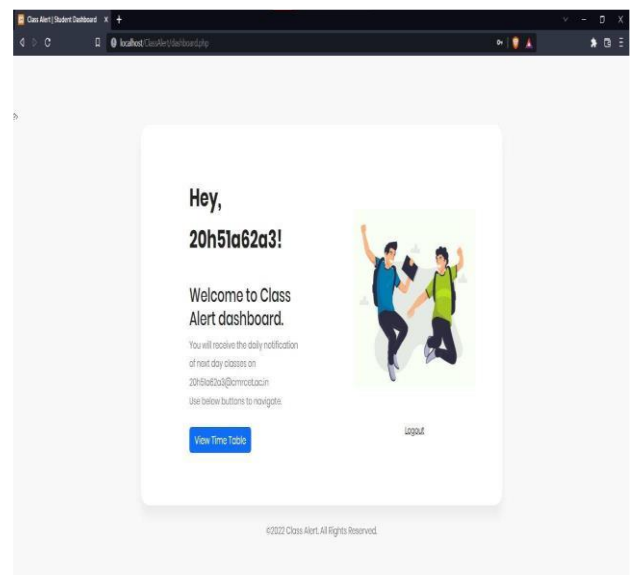 Class Alert | Student Dashboard
localhost/ClassAlert/dashboard.php
Hey,
20h51a62a3!
Welcome to Class
Alert dashboard.
You will receive the daily notification
of next day classes on
20h51a62a3@cmrcet.ac.in
Use below buttons to navigate.
View Time Table
Logout
©2022 Class Alert. All Rights Reserved.